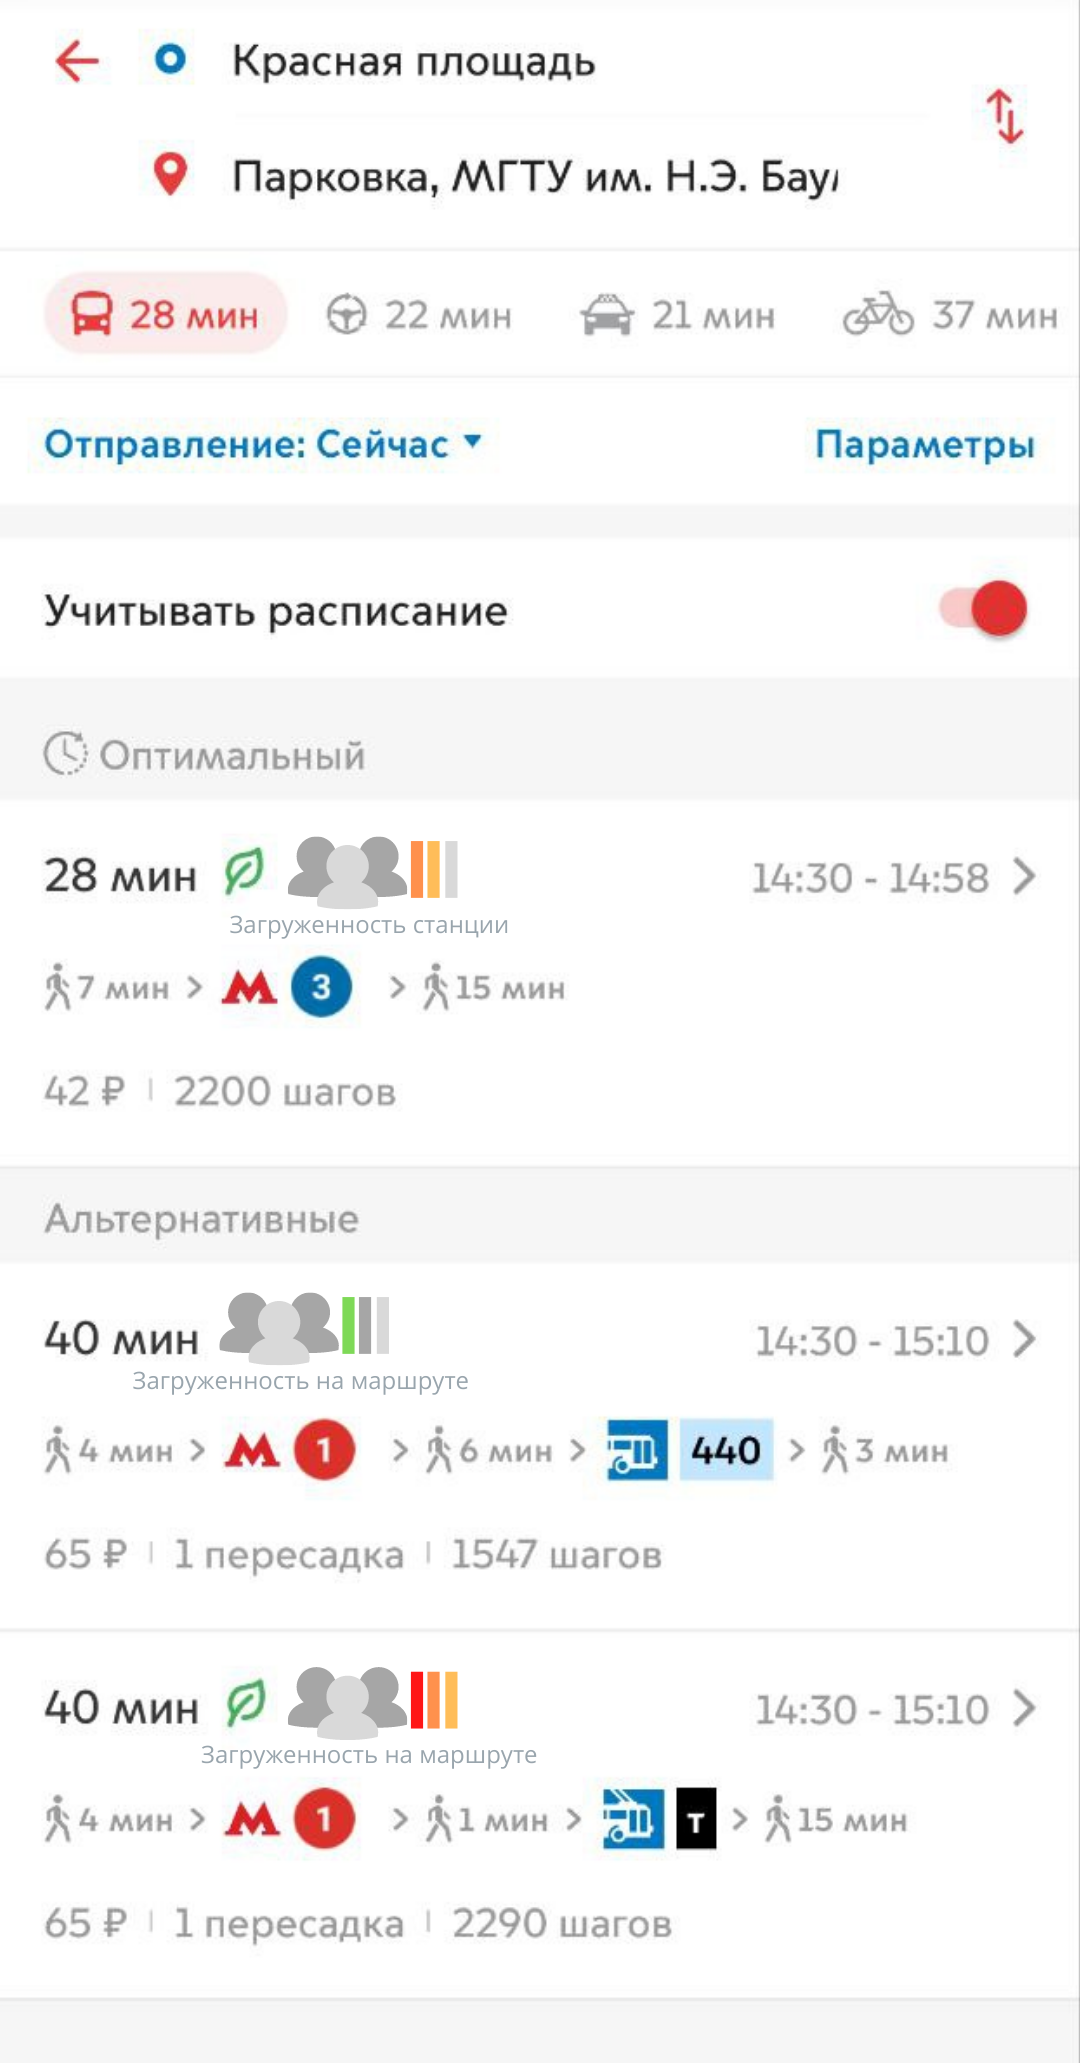 Красная площадь
Парковка, МГТУ им. Н.Э. Бау
28 мин 22 мин 21 мин 37 мин
Отправление: Сейчас Параметры
Учитывать расписание
Оптимальный
28 мин 14:30 - 14:58
Загруженность станции
7 мин > М 3 > 15 мин
42 ₽ | 2200 шагов
Альтернативные
40 мин 14:30 - 15:10
Загруженность на маршруте
4 мин > М 1 > 6 мин > 440 > 3 мин
65 ₽ | 1 пересадка | 1547 шагов
40 мин 14:30 - 15:10
Загруженность на маршруте
4 мин > М 1 > 1 мин > Т > 15 мин
65 ₽ | 1 пересадка | 2290 шагов